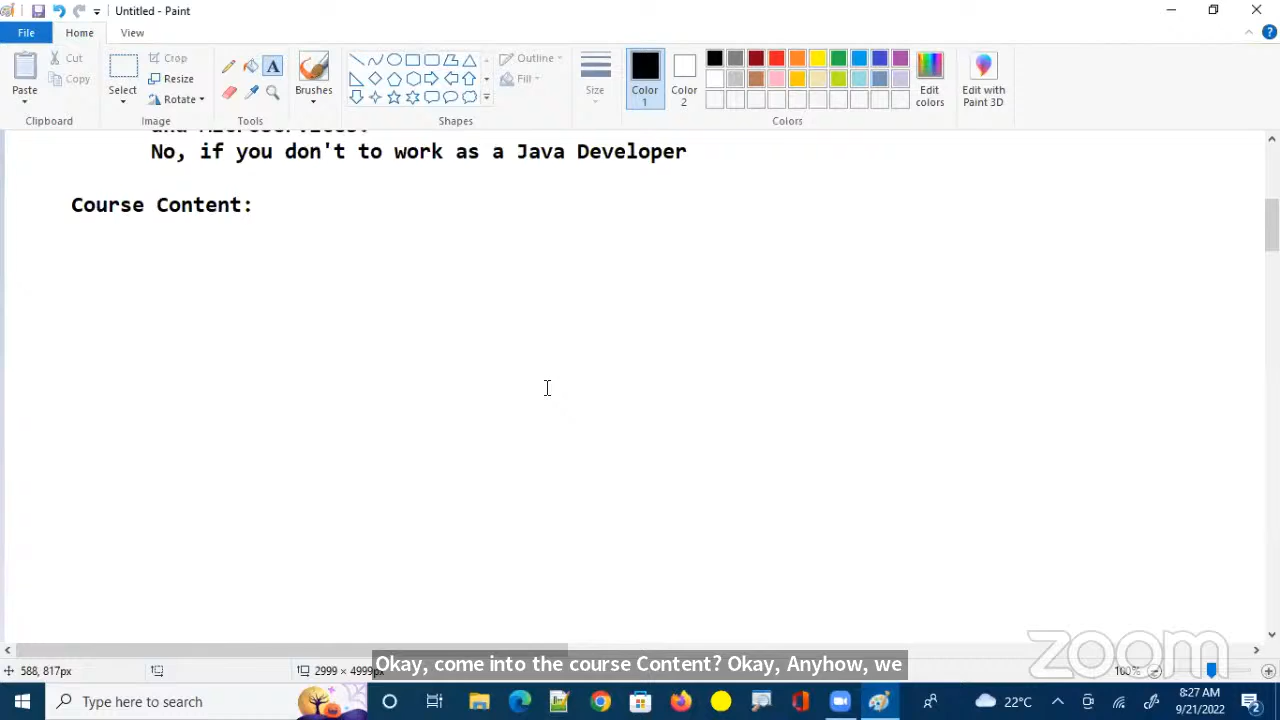 Untitled - Paint
File Home View
Paste
Cut
Copy
Clipboard
Select
Crop
Resize
Rotate
Image
Tools
Brushes
Shapes
Outline
Fill
Size
Color 1
Color 2
Edit colors
Colors
Edit with Paint 3D
and Microservices.
No, if you don't to work as a Java Developer
Course Content:
zoom
588, 817px
2999 × 4999px
100%
Okay, come into the course Content? Okay, Anyhow, we
Type here to search
22°C
8:27 AM
9/21/2022
2